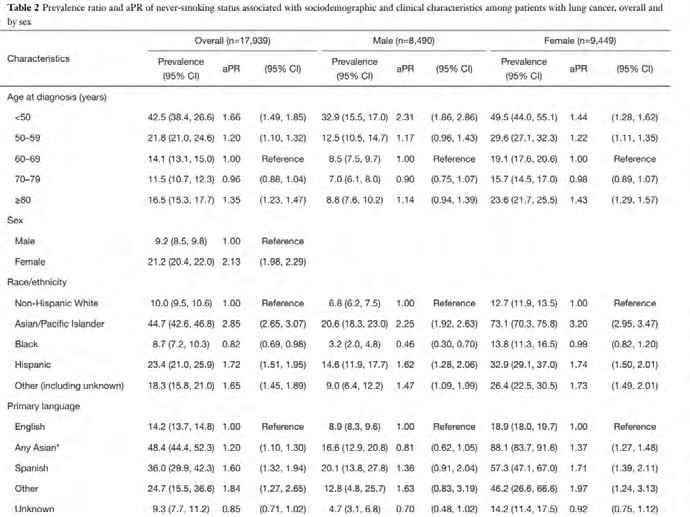 Table 2 Prevalence ratio and aPR of never-smoking status associated with sociodemographic and clinical characteristics among patients with lung cancer, overall and
by sex
Overall (n=17,939) Male (n=8,490) Female (n=9,449)
Characteristics Prevalence (95% CI) aPR (95% CI) Prevalence (95% CI) aPR (95% CI) Prevalence (95% CI) aPR (95% CI)
Age at diagnosis (years)
<50 42.5 (38.4, 26.6) 1.66 (1.49, 1.85) 32.9 (15.5, 17.0) 2.31 (1.86, 2.86) 49.5 (44.0, 55.1) 1.44 (1.28, 1.62)
50–59 21.8 (21.0, 24.6) 1.20 (1.10, 1.32) 12.5 (10.5, 14.7) 1.17 (0.96, 1.43) 29.6 (27.1, 32.3) 1.22 (1.11, 1.35)
60–69 14.1 (13.1, 15.0) 1.00 Reference 8.5 (7.5, 9.7) 1.00 Reference 19.1 (17.6, 20.6) 1.00 Reference
70–79 11.5 (10.7, 12.3) 0.96 (0.88, 1.04) 7.0 (6.1, 8.0) 0.90 (0.75, 1.07) 15.7 (14.5, 17.0) 0.98 (0.89, 1.07)
≥80 16.5 (15.3, 17.7) 1.35 (1.23, 1.47) 8.8 (7.6, 10.2) 1.14 (0.94, 1.39) 23.6 (21.7, 25.5) 1.43 (1.29, 1.57)
Sex
Male 9.2 (8.5, 9.8) 1.00 Reference
Female 21.2 (20.4, 22.0) 2.13 (1.98, 2.29)
Race/ethnicity
Non-Hispanic White 10.0 (9.5, 10.6) 1.00 Reference 6.8 (6.2, 7.5) 1.00 Reference 12.7 (11.9, 13.5) 1.00 Reference
Asian/Pacific Islander 44.7 (42.6, 46.8) 2.85 (2.65, 3.07) 20.6 (18.3, 23.0) 2.25 (1.92, 2.63) 73.1 (70.3, 75.8) 3.20 (2.95, 3.47)
Black 8.7 (7.2, 10.3) 0.82 (0.69, 0.98) 3.2 (2.0, 4.8) 0.46 (0.30, 0.70) 13.8 (11.3, 16.5) 0.99 (0.82, 1.20)
Hispanic 23.4 (21.0, 25.9) 1.72 (1.51, 1.95) 14.6 (11.9, 17.7) 1.62 (1.28, 2.06) 32.9 (29.1, 37.0) 1.74 (1.50, 2.01)
Other (including unknown) 18.3 (15.8, 21.0) 1.65 (1.45, 1.89) 9.0 (6.4, 12.2) 1.47 (1.09, 1.99) 26.4 (22.5, 30.5) 1.73 (1.49, 2.01)
Primary language
English 14.2 (13.7, 14.8) 1.00 Reference 8.9 (8.3, 9.6) 1.00 Reference 18.9 (18.0, 19.7) 1.00 Reference
Any Asian* 48.4 (44.4, 52.3) 1.20 (1.10, 1.30) 16.6 (12.9, 20.8) 0.81 (0.62, 1.05) 88.1 (83.7, 91.6) 1.37 (1.27, 1.48)
Spanish 36.0 (29.9, 42.3) 1.60 (1.32, 1.94) 20.1 (13.8, 27.8) 1.36 (0.91, 2.04) 57.3 (47.1, 67.0) 1.71 (1.39, 2.11)
Other 24.7 (15.5, 36.6) 1.84 (1.27, 2.65) 12.8 (4.8, 25.7) 1.63 (0.83, 3.19) 46.2 (26.6, 66.6) 1.97 (1.24, 3.13)
Unknown 9.3 (7.7, 11.2) 0.85 (0.71, 1.02) 4.7 (3.1, 6.8) 0.70 (0.48, 1.02) 14.2 (11.4, 17.5) 0.92 (0.75, 1.12)